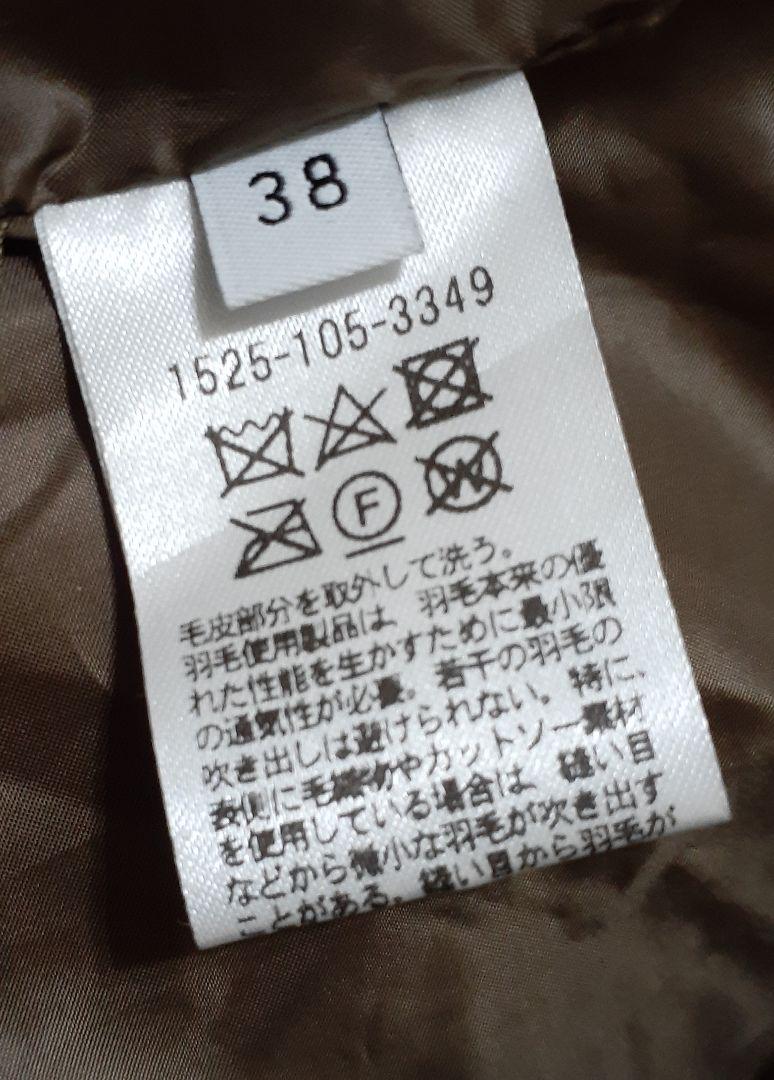 38
1525-105-3349
F
W
毛皮部分を取外して洗う。
羽毛使用製品は、羽毛本来の優
れた性能を生かすために最小限
の通気性が必要。若干の羽毛の
吹き出しは避けられない。特に、
表側に毛織物やカットソー素材
を使用している場合は、縫い目
などから微小な羽毛が吹き出す
ことがある。縫い目から羽毛が